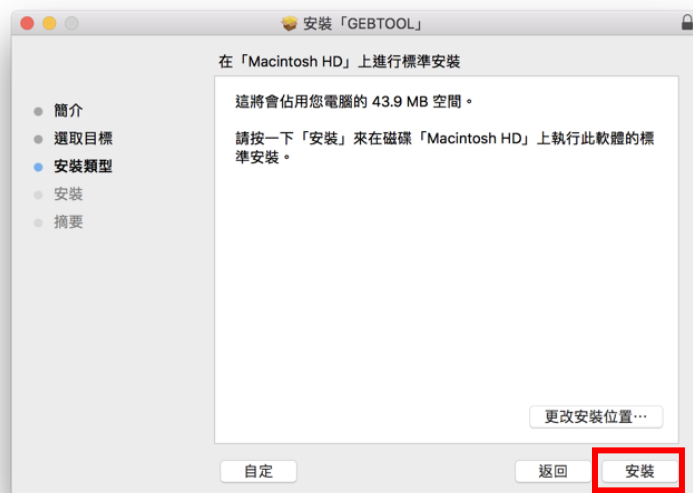 安裝「GEBTOOL」
在「Macintosh HD」上進行標準安裝
簡介
選取目標
安裝類型
安裝
摘要
這將會佔用您電腦的 43.9 MB 空間。
請按一下「安裝」來在磁碟「Macintosh HD」上執行此軟體的標
準安裝。
更改安裝位置⋯
自定
返回
安裝